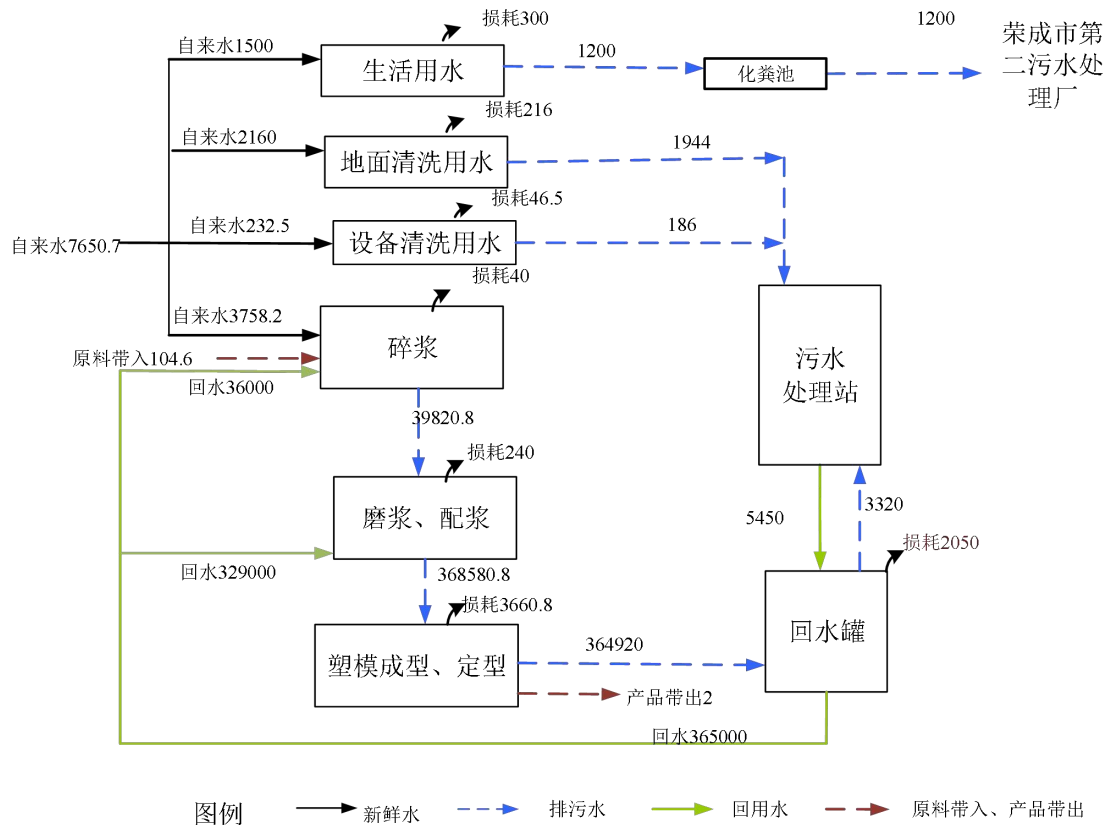 损耗300
1200
1200
荣成市第
二污水处
理厂
自来水1500
生活用水
化粪池
损耗216
自来水2160
地面清洗用水
1944
损耗46.5
自来水232.5
设备清洗用水
186
自来水7650.7
损耗40
自来水3758.2
碎浆
原料带入104.6
回水36000
污水
处理站
39820.8
损耗240
磨浆、配浆
5450
3320
损耗2050
回水329000
368580.8
损耗3660.8
塑模成型、定型
364920
回水罐
产品带出2
回水365000
图例
新鲜水
排污水
回用水
原料带入、产品带出